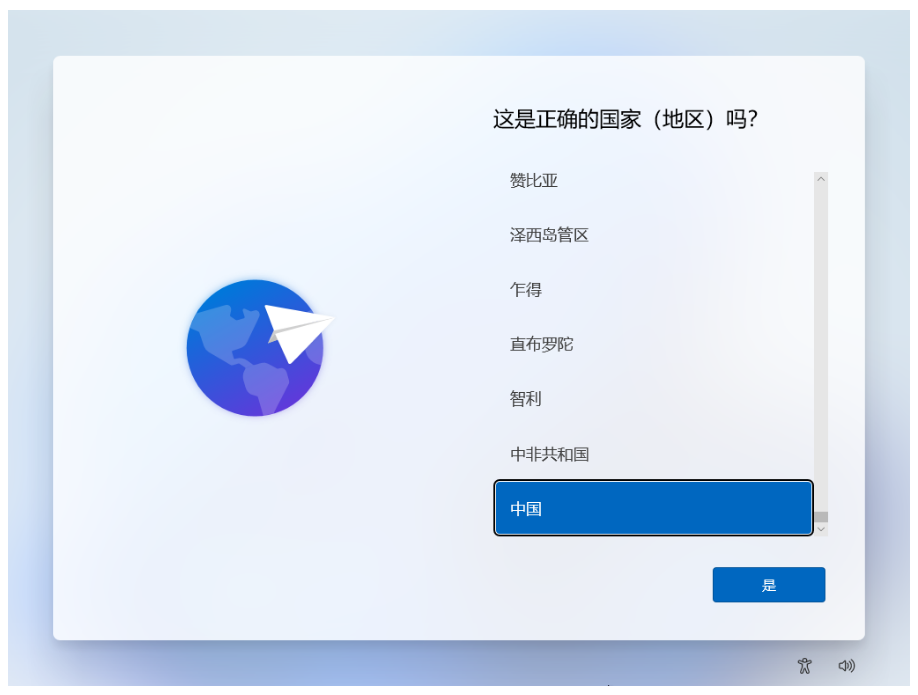 这是正确的国家（地区）吗？
赞比亚
泽西岛管区
乍得
直布罗陀
智利
中非共和国
中国
是